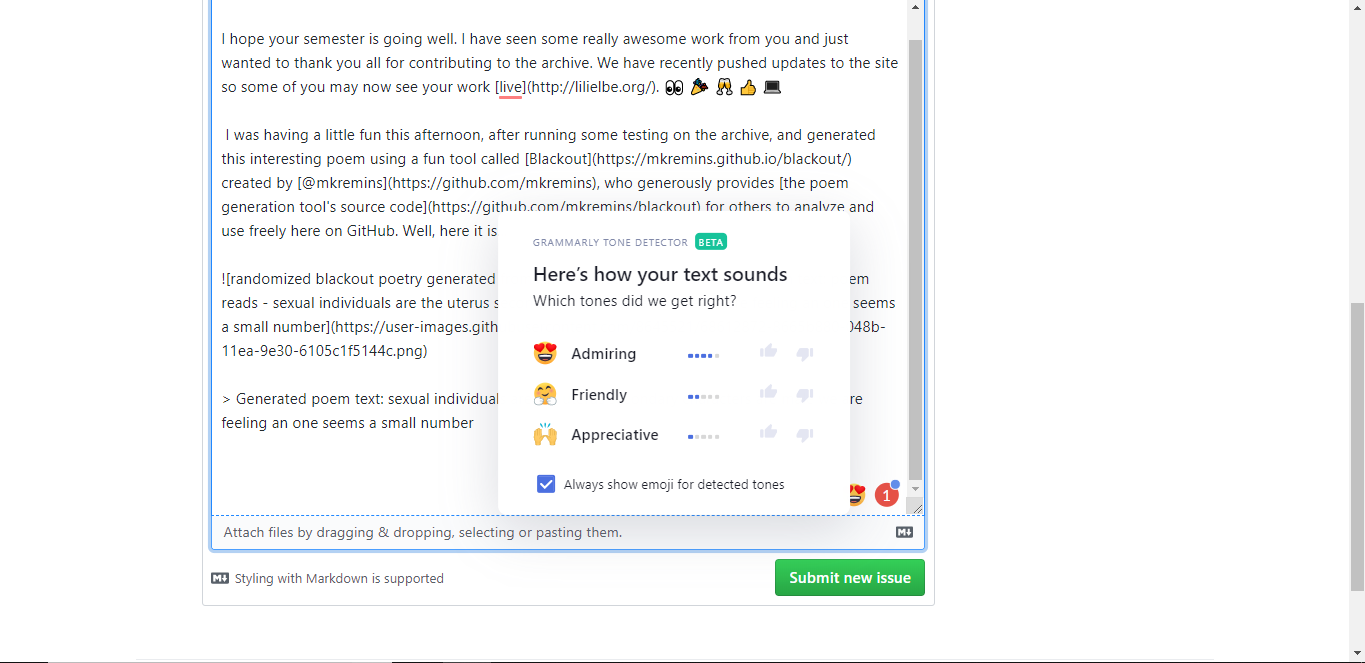 I hope your semester is going well. I have seen some really awesome work from you and just
wanted to thank you all for contributing to the archive. We have recently pushed updates to the site
so some of you may now see your work [live](http://lilielbe.org/). 👀 🎉 🥂 👍 💻
I was having a little fun this afternoon, after running some testing on the archive, and generated
this interesting poem using a fun tool called [Blackout](https://mkremins.github.io/blackout/)
created by [@mkremins](https://github.com/mkremins), who generously provides [the poem
generation tool's source code](https://github.com/mkremins/blackout) for others to analyze and
use freely here on GitHub. Well, here it is
![randomized blackout poetry generated em
reads - sexual individuals are the uterus s seems
a small number](https://user-images.gith 048b-
11ea-9e30-6105c1f5144c.png)
> Generated poem text: sexual individual re
feeling an one seems a small number
GRAMMARLY TONE DETECTOR BETA
Here's how your text sounds
Which tones did we get right?
😍 Admiring
🤗 Friendly
🙌 Appreciative
Always show emoji for detected tones
1
Attach files by dragging & dropping, selecting or pasting them.
M↓
M↓ Styling with Markdown is supported
Submit new issue